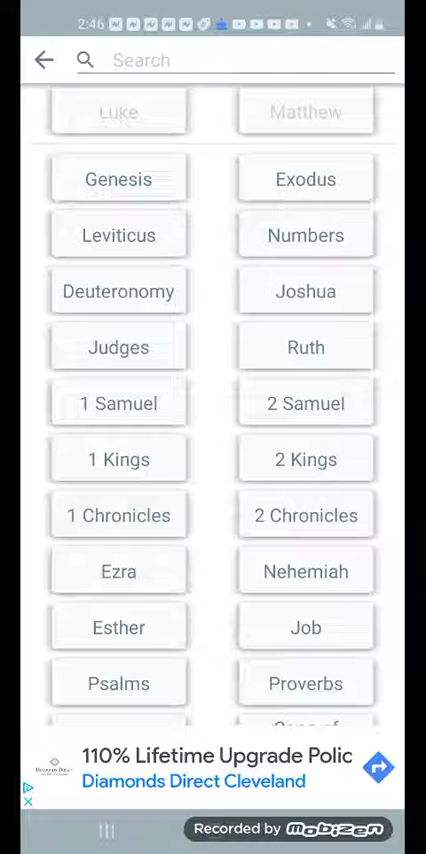 2:46
Search
Luke Matthew
Genesis Exodus
Leviticus Numbers
Deuteronomy Joshua
Judges Ruth
1 Samuel 2 Samuel
1 Kings 2 Kings
1 Chronicles 2 Chronicles
Ezra Nehemiah
Esther Job
Psalms Proverbs
110% Lifetime Upgrade Polic
Diamonds Direct Cleveland
Recorded by mobizen